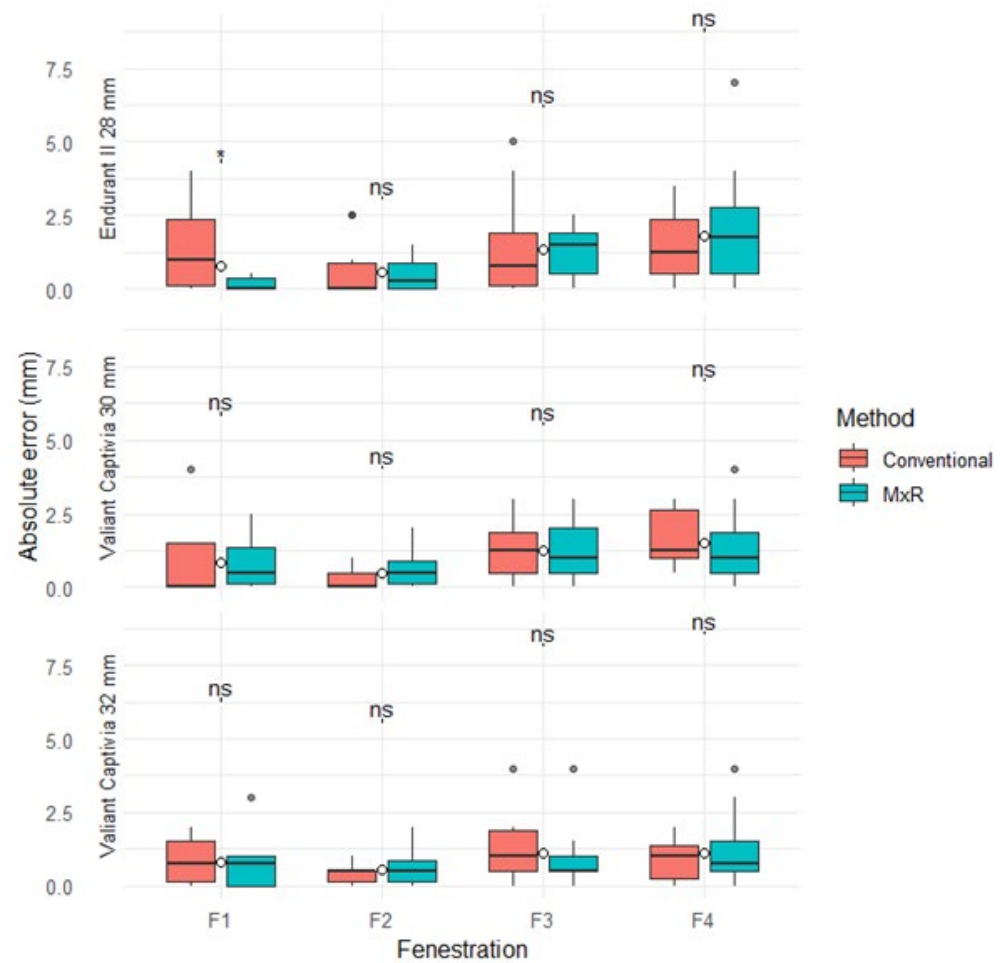 Absolute error (mm)
Endurant II 28 mm
7.5
5.0
2.5
0.0
*
ns
ns
ns
Valiant Captivia 30 mm
7.5
5.0
2.5
0.0
ns
ns
ns
ns
Valiant Captivia 32 mm
7.5
5.0
2.5
0.0
ns
ns
ns
ns
F1
F2
F3
F4
Fenestration
Method
Conventional
MxR